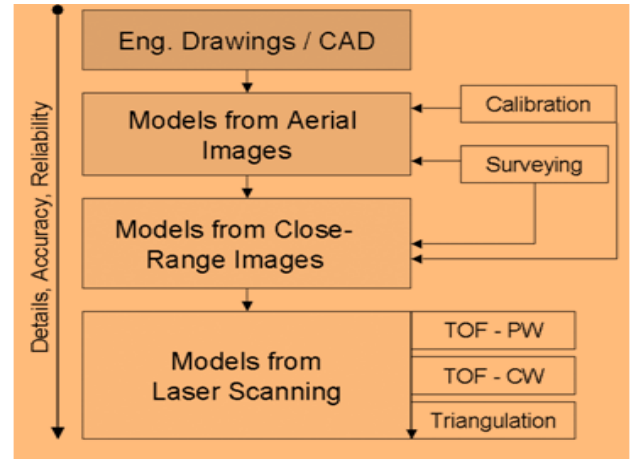 Eng. Drawings / CAD
Models from Aerial
Images
Calibration
Surveying
Models from Close-
Range Images
Models from
Laser Scanning
TOF - PW
TOF - CW
Triangulation
Details, Accuracy, Reliability